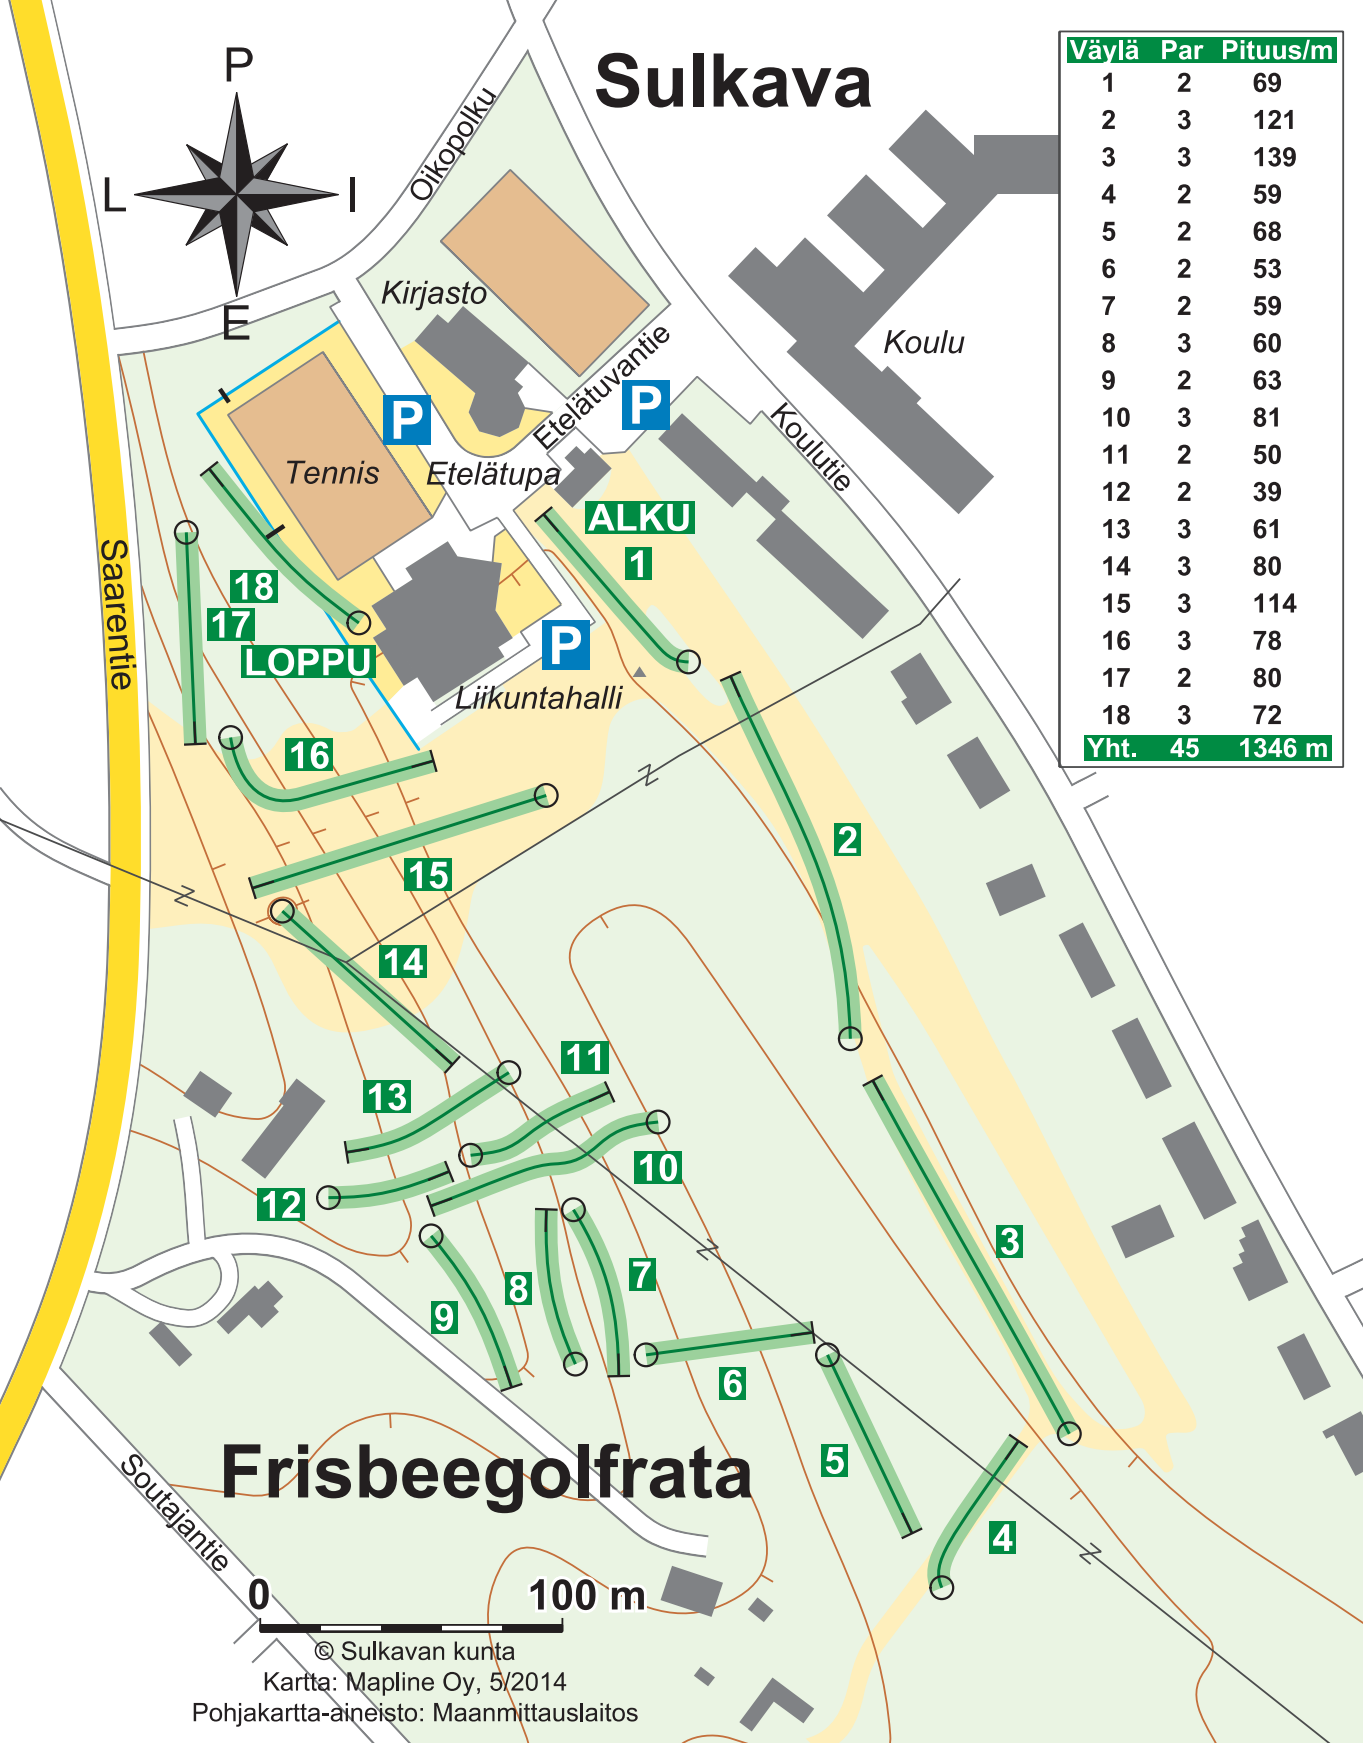 Sulkava
P
L
I
E
Oikopolku
Kirjasto
Koulu
Etelätuvantie
P
P
Koulutie
Tennis
Etelätupa
ALKU
1
Saarentie
18
17
LOPPU
P
Liikuntahalli
16
2
15
14
11
13
10
12
3
7
8
9
6
5
4
Frisbeegolfrata
Soutajantie
0 100 m
© Sulkavan kunta
Kartta: Mapline Oy, 5/2014
Pohjakartta-aineisto: Maanmittauslaitos
Väylä Par Pituus/m
1 2 69
2 3 121
3 3 139
4 2 59
5 2 68
6 2 53
7 2 59
8 3 60
9 2 63
10 3 81
11 2 50
12 2 39
13 3 61
14 3 80
15 3 114
16 3 78
17 2 80
18 3 72
Yht. 45 1346 m